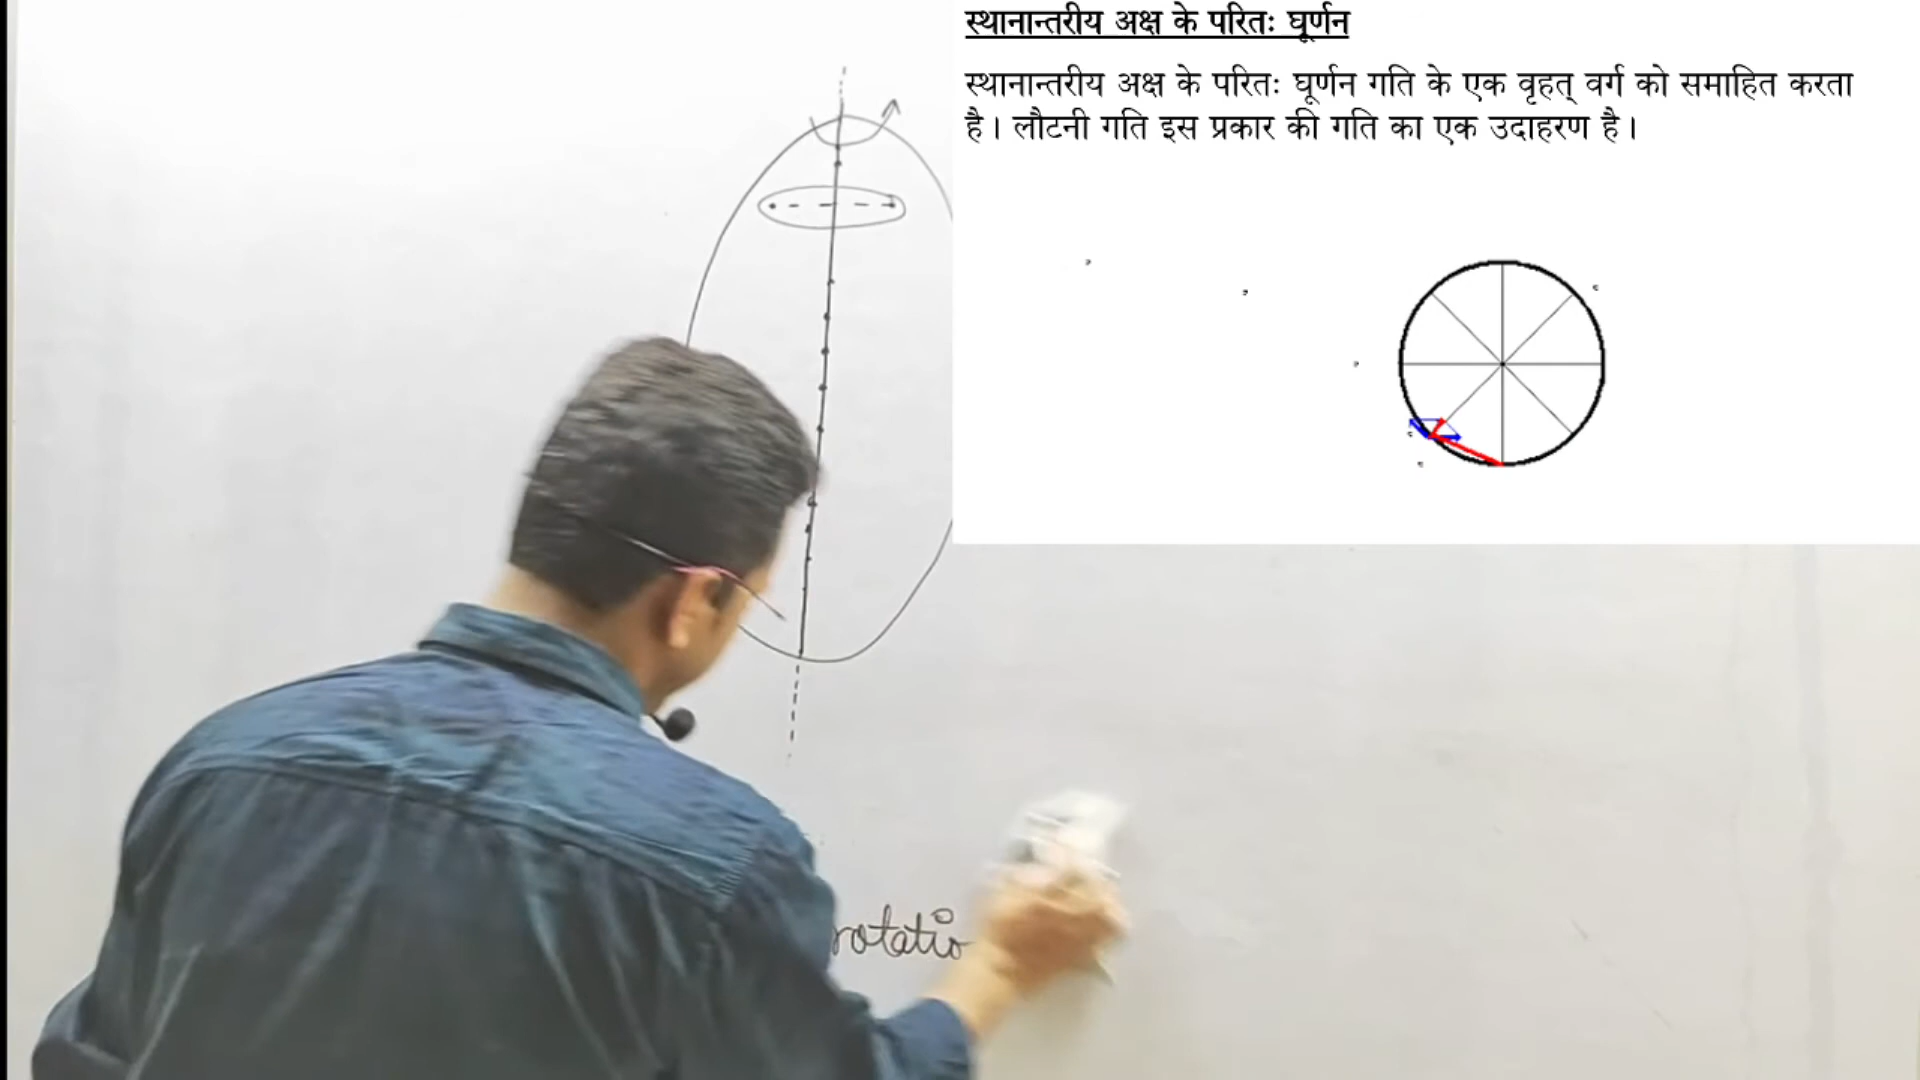 स्थानान्तरीय अक्ष के परितः घूर्णन
स्थानान्तरीय अक्ष के परितः घूर्णन गति के एक वृहत् वर्ग को समाहित करता
है। लौटनी गति इस प्रकार की गति का एक उदाहरण है।
rotatio